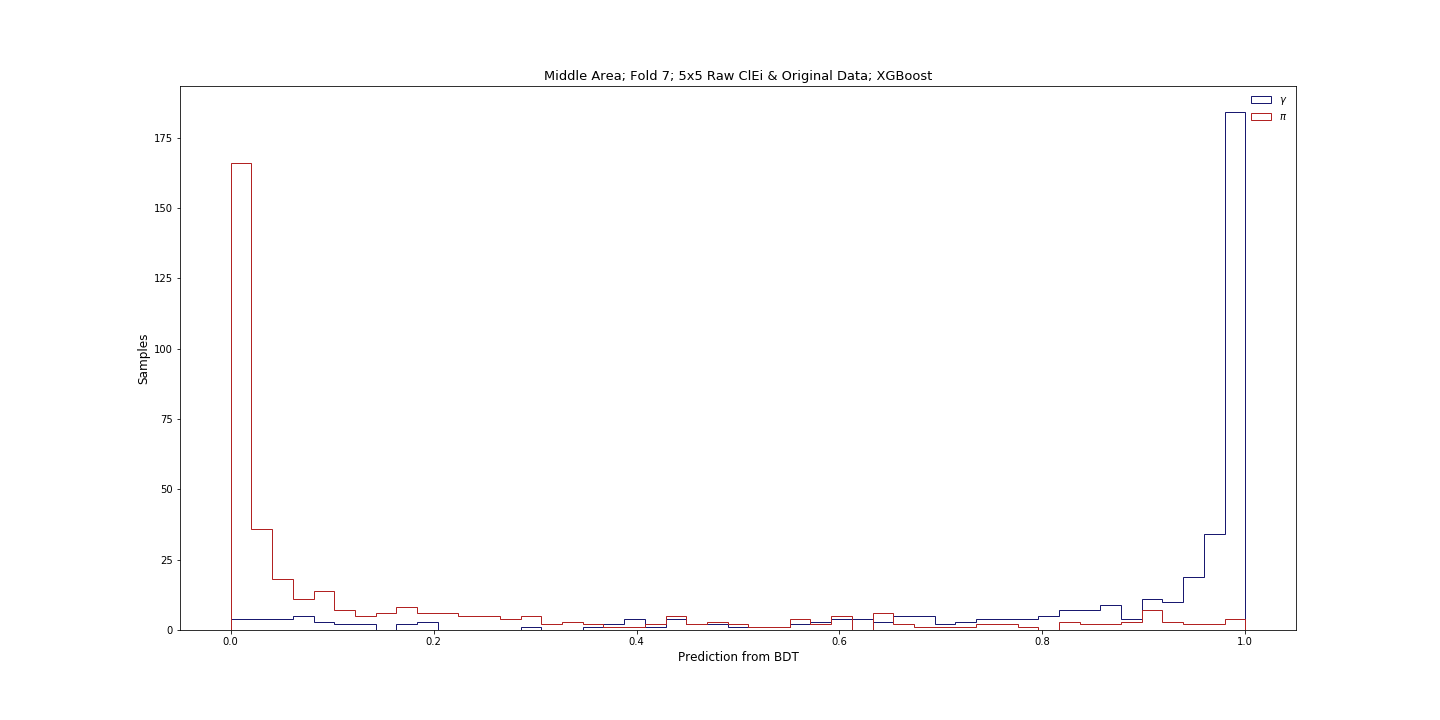 Middle Area; Fold 7; 5x5 Raw ClEi & Original Data; XGBoost
γ
π
175
150
125
100
75
50
25
0
Samples
0.0 0.2 0.4 0.6 0.8 1.0
Prediction from BDT